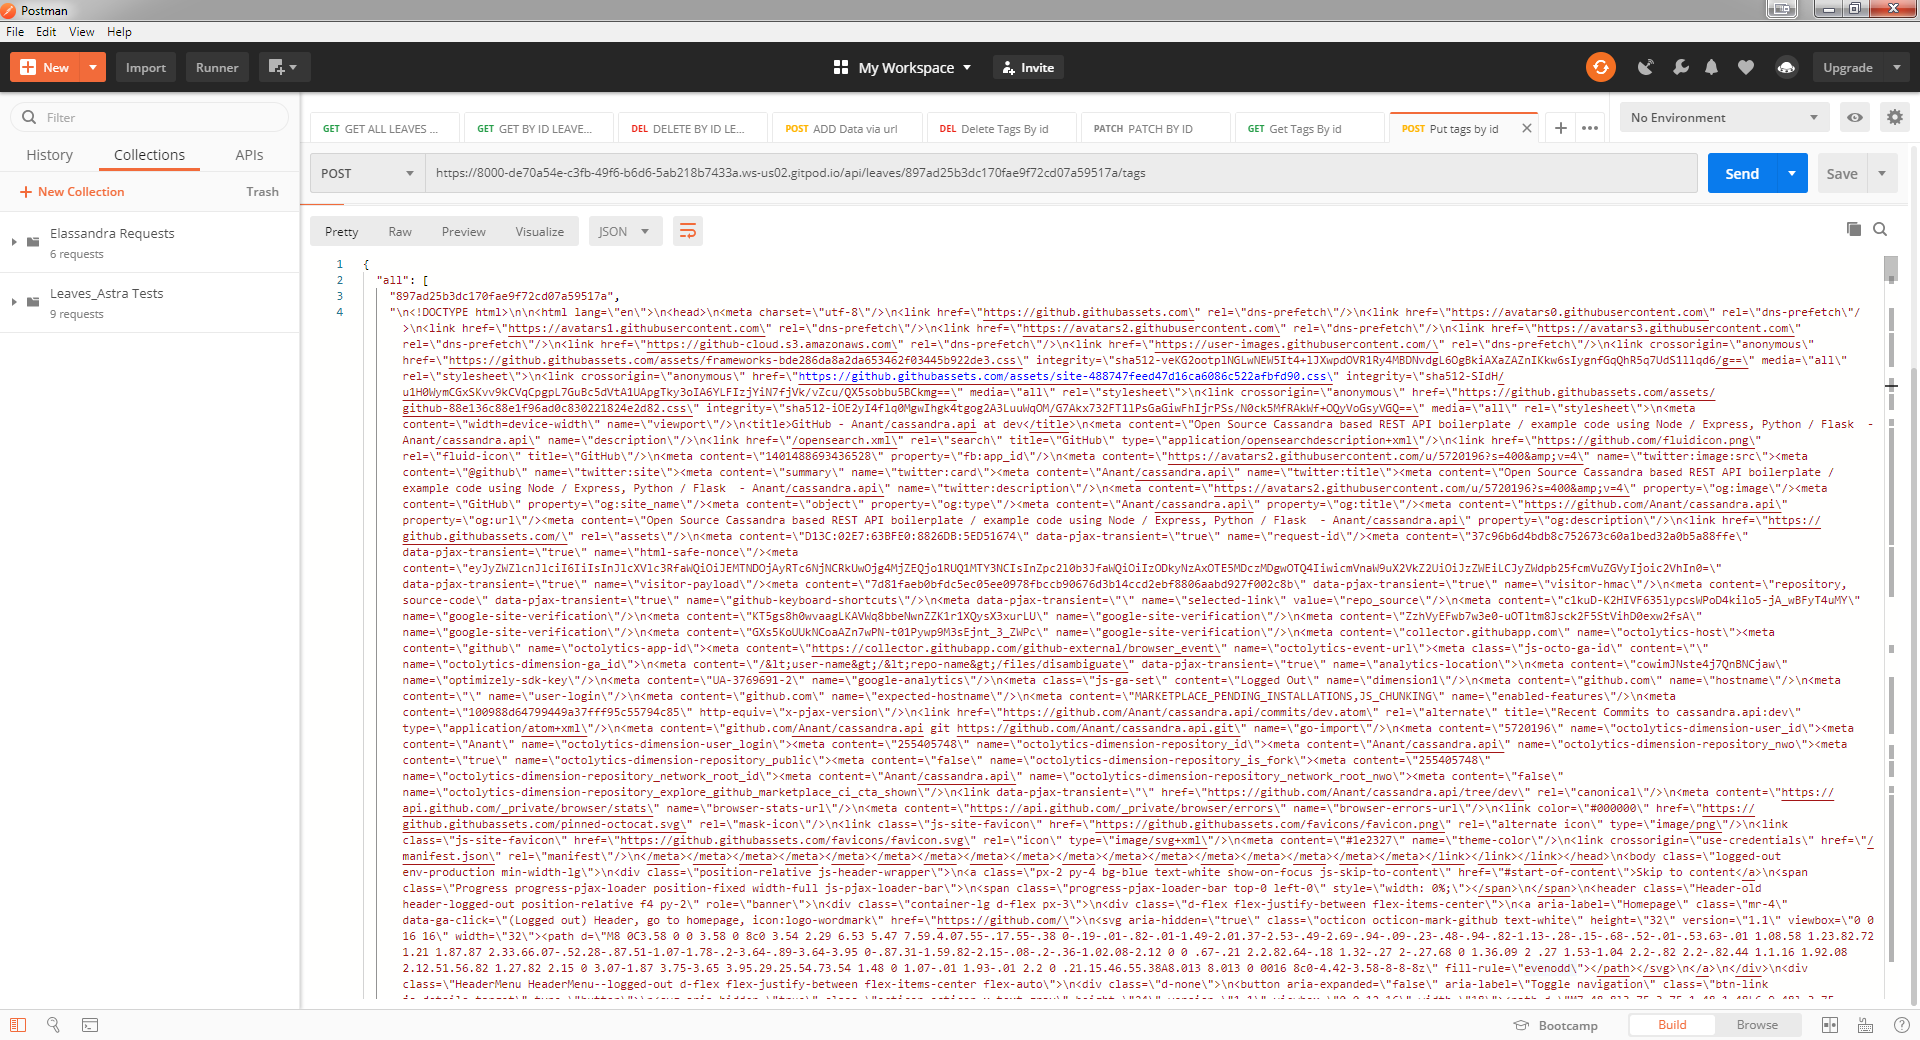 Postman
File Edit View Help
New Import Runner My Workspace Invite Upgrade
Filter
History Collections APIs
New Collection Trash
Elassandra Requests
6 requests
Leaves_Astra Tests
9 requests
GET GET ALL LEAVES ... GET GET BY ID LEAVE... DEL DELETE BY ID LE... POST ADD Data via url DEL Delete Tags By id PATCH PATCH BY ID GET Get Tags By id POST Put tags by id No Environment
POST https://8000-de70a54e-c3fb-49f6-b6d6-5ab218b7433a.ws-us02.gitpod.io/api/leaves/897ad25b3dc170fae9f72cd07a59517a/tags Send Save
Pretty Raw Preview Visualize JSON
1 {
2 "all": [
3 "897ad25b3dc170fae9f72cd07a59517a",
4 "\n<!DOCTYPE html>\n\n<html lang=\"en\">\n<head>\n<meta charset=\"utf-8\"/>\n<link href=\"https://github.githubassets.com\" rel=\"dns-prefetch\"/>\n<link href=\"https://avatars0.githubusercontent.com\" rel=\"dns-prefetch\"/
>\n<link href=\"https://avatars1.githubusercontent.com\" rel=\"dns-prefetch\"/>\n<link href=\"https://avatars2.githubusercontent.com\" rel=\"dns-prefetch\"/>\n<link href=\"https://avatars3.githubusercontent.com\"
rel=\"dns-prefetch\"/>\n<link href=\"https://github-cloud.s3.amazonaws.com\" rel=\"dns-prefetch\"/>\n<link href=\"https://user-images.githubusercontent.com/\" rel=\"dns-prefetch\"/>\n<link crossorigin=\"anonymous\"
href=\"https://github.githubassets.com/assets/frameworks-bde286da8a2da653462f03445b922de3.css\" integrity=\"media=\"all\"
rel=\"stylesheet\">\n<link crossorigin=\"anonymous\" href=\"https://github.githubassets.com/assets/site-488747feed47d16ca6086c522afbfd90.css\" integrity=\"sha512-SIdH/
media=\"all\" rel=\"stylesheet\">\n<link crossorigin=\"anonymous\" href=\"https://github.githubassets.com/assets/
github-88e136c88e1f96ad0c830221824e2d82.css\" integrity=\"media=\"all\" rel=\"stylesheet\">\n<meta
content=\"width=device-width\" name=\"viewport\"/>\n<title>GitHub - Anant/cassandra.api at dev</title>\n<meta content=\"Open Source Cassandra based REST API boilerplate / example code using Node / Express, Python / Flask  -
Anant/cassandra.api\" name=\"description\"/>\n<link href=\"/opensearch.xml\" rel=\"search\" title=\"GitHub\" type=\"application/opensearchdescription+xml\"/>\n<link href=\"https://github.com/fluidicon.png\"
rel=\"fluid-icon\" title=\"GitHub\"/>\n<meta content=\"1401488693436528\" property=\"fb:app_id\"/>\n<meta content=\"https://avatars2.githubusercontent.com/u/5720196?s=400&amp;v=4\" name=\"twitter:image:src\"><meta
content=\"@github\" name=\"twitter:site\"><meta content=\"summary\" name=\"twitter:card\"><meta content=\"Anant/cassandra.api\" name=\"twitter:title\"><meta content=\"Open Source Cassandra based REST API boilerplate /
example code using Node / Express, Python / Flask  - Anant/cassandra.api\" name=\"twitter:description\"/>\n<meta content=\"https://avatars2.githubusercontent.com/u/5720196?s=400&amp;v=4\" property=\"og:image\"/><meta
content=\"GitHub\" property=\"og:site_name\"/><meta content=\"object\" property=\"og:type\"/><meta content=\"Anant/cassandra.api\" property=\"og:title\"/><meta content=\"https://github.com/Anant/cassandra.api\"
property=\"og:url\"/><meta content=\"Open Source Cassandra based REST API boilerplate / example code using Node / Express, Python / Flask  - Anant/cassandra.api\" property=\"og:description\"/>\n<link href=\"https://
github.githubassets.com/\" rel=\"assets\"/>\n<meta content=\"D13C:02E7:63BFE0:8826DB:5ED51674\" data-pjax-transient=\"true\" name=\"request-id\"/><meta content=\"37c96b6d4bdb8c752673c60a1bed32a0b5a88ffe\"
data-pjax-transient=\"true\" name=\"html-safe-nonce\"/><meta
data-pjax-transient=\"true\" name=\"visitor-payload\"/><meta content=\"7d81faeb0bfdc5ec05ee0978fbccb90676d3b14ccd2ebf8806aabd927f002c8b\" data-pjax-transient=\"true\" name=\"visitor-hmac\"/>\n<meta content=\"repository,
source-code\" data-pjax-transient=\"true\" name=\"github-keyboard-shortcuts\"/>\n<meta data-pjax-transient=\"\" name=\"selected-link\" value=\"repo_source\"/>\n<meta content=\"c1kuD-K2HIVF635lypcsWPoD4kilo5-jA_wBFyT4uMY\"
name=\"google-site-verification\"/>\n<meta content=\"KT5gs8h0wvaagLKAVWq8bbeNwnZZK1r1XQysX3xurLU\" name=\"google-site-verification\"/>\n<meta content=\"ZzhVyEFwb7w3e0-uOTltm8Jsck2F5StVihD0exw2fsA\"
name=\"google-site-verification\"/>\n<meta content=\"GXs5KoUUkNCoaAZn7wPN-t01Pywp9M3sEjnt_3_ZWPc\" name=\"google-site-verification\"/>\n<meta content=\"collector.githubapp.com\" name=\"octolytics-host\"><meta
content=\"github\" name=\"octolytics-app-id\"><meta content=\"https://collector.githubapp.com/github-external/browser_event\" name=\"octolytics-event-url\"><meta class=\"js-octo-ga-id\" content=\"\"
name=\"octolytics-dimension-ga_id\">\n<meta content=\"/&lt;user-name&gt;/&lt;repo-name&gt;/files/disambiguate\" data-pjax-transient=\"true\" name=\"analytics-location\">\n<meta content=\"cowimJNste4j7QnBNCjaw\"
name=\"optimizely-sdk-key\"/>\n<meta content=\"UA-3769691-2\" name=\"google-analytics\"/>\n<meta class=\"js-ga-set\" content=\"Logged Out\" name=\"dimension1\"/>\n<meta content=\"github.com\" name=\"hostname\"/>\n<meta
content=\"\" name=\"user-login\"/>\n<meta content=\"github.com\" name=\"expected-hostname\"/>\n<meta content=\"MARKETPLACE_PENDING_INSTALLATIONS,JS_CHUNKING\" name=\"enabled-features\"/>\n<meta
content=\"100988d64799449a37fff95c55794c85\" http-equiv=\"x-pjax-version\"/>\n<link href=\"https://github.com/Anant/cassandra.api/commits/dev.atom\" rel=\"alternate\" title=\"Recent Commits to cassandra.api:dev\"
type=\"application/atom+xml\"/>\n<meta content=\"github.com/Anant/cassandra.api git https://github.com/Anant/cassandra.api.git\" name=\"go-import\"/>\n<meta content=\"5720196\" name=\"octolytics-dimension-user_id\"><meta
content=\"Anant\" name=\"octolytics-dimension-user_login\"><meta content=\"255405748\" name=\"octolytics-dimension-repository_id\"><meta content=\"Anant/cassandra.api\" name=\"octolytics-dimension-repository_nwo\"><meta
content=\"true\" name=\"octolytics-dimension-repository_public\"><meta content=\"false\" name=\"octolytics-dimension-repository_is_fork\"><meta content=\"255405748\"
name=\"octolytics-dimension-repository_network_root_id\"><meta content=\"Anant/cassandra.api\" name=\"octolytics-dimension-repository_network_root_nwo\"><meta content=\"false\"
name=\"octolytics-dimension-repository_explore_github_marketplace_ci_cta_shown\"/>\n<link data-pjax-transient=\"\" href=\"https://github.com/Anant/cassandra.api/tree/dev\" rel=\"canonical\"/>\n<meta content=\"https://
api.github.com/_private/browser/stats\" name=\"browser-stats-url\"/>\n<meta content=\"https://api.github.com/_private/browser/errors\" name=\"browser-errors-url\"/>\n<link color=\"#000000\" href=\"https://
github.githubassets.com/pinned-octocat.svg\" rel=\"mask-icon\"/>\n<link class=\"js-site-favicon\" href=\"https://github.githubassets.com/favicons/favicon.png\" rel=\"alternate icon\" type=\"image/png\"/>\n<link
class=\"js-site-favicon\" href=\"https://github.githubassets.com/favicons/favicon.svg\" rel=\"icon\" type=\"image/svg+xml\"/>\n<meta content=\"#1e2327\" name=\"theme-color\"/>\n<link crossorigin=\"use-credentials\" href=\"/
manifest.json\" rel=\"manifest\"/>\n</meta></meta></meta></meta></meta></meta></meta></meta></meta></meta></meta></meta></meta></meta></meta></meta></meta></link></link></link></head>\n<body class=\"logged-out
env-production min-width-lg\">\n<div class=\"position-relative js-header-wrapper\">\n<a class=\"px-2 py-4 bg-blue text-white show-on-focus js-skip-to-content\" href=\"#start-of-content\">Skip to content</a>\n<span
class=\"Progress progress-pjax-loader position-fixed width-full js-pjax-loader-bar\">\n<span class=\"progress-pjax-loader-bar top-0 left-0\" style=\"width: 0%;\"></span>\n</span>\n<header class=\"Header-old
header-logged-out position-relative f4 py-2\" role=\"banner\">\n<div class=\"container-lg d-flex px-3\">\n<div class=\"d-flex flex-justify-between flex-items-center\">\n<a aria-label=\"Homepage\" class=\"mr-4\"
data-ga-click=\"(Logged out) Header, go to homepage, icon:logo-wordmark\" href=\"https://github.com/\">\n<svg aria-hidden=\"true\" class=\"octicon octicon-mark-github text-white\" height=\"32\" version=\"1.1\" viewbox=\"0 0
16 16\" width=\"32\"><path d=\"M8 0C3.58 0 0 3.58 0 8c0 3.54 2.29 6.53 5.47 7.59.4.07.55-.17.55-.38 0-.19-.01-.82-.01-1.49-2.01.37-2.53-.49-2.69-.94-.09-.23-.48-.94-.82-1.13-.28-.15-.68-.52-.01-.53.63-.01 1.08.58 1.23.82.72
1.21 1.87.87 2.33.66.07-.52.28-.87.51-1.07-1.78-.2-3.64-.89-3.64-3.95 0-.87.31-1.59.82-2.15-.08-.2-.36-1.02.08-2.12 0 0 .67-.21 2.2.82.64-.18 1.32-.27 2-.27.68 0 1.36.09 2 .27 1.53-1.04 2.2-.82 2.2-.82.44 1.1.16 1.92.08
2.12.51.56.82 1.27.82 2.15 0 3.07-1.87 3.75-3.65 3.95.29.25.54.73.54 1.48 0 1.07-.01 1.93-.01 2.2 0 .21.15.46.55.38A8.013 8.013 0 0016 8c0-4.42-3.58-8-8-8z\" fill-rule=\"evenodd\"></path></svg>\n</a>\n</div>\n<div
class=\"HeaderMenu HeaderMenu--logged-out d-flex flex-justify-between flex-items-center flex-auto\">\n<div class=\"d-none\">\n<button aria-expanded=\"false\" aria-label=\"Toggle navigation\" class=\"btn-link
Bootcamp Build Browse